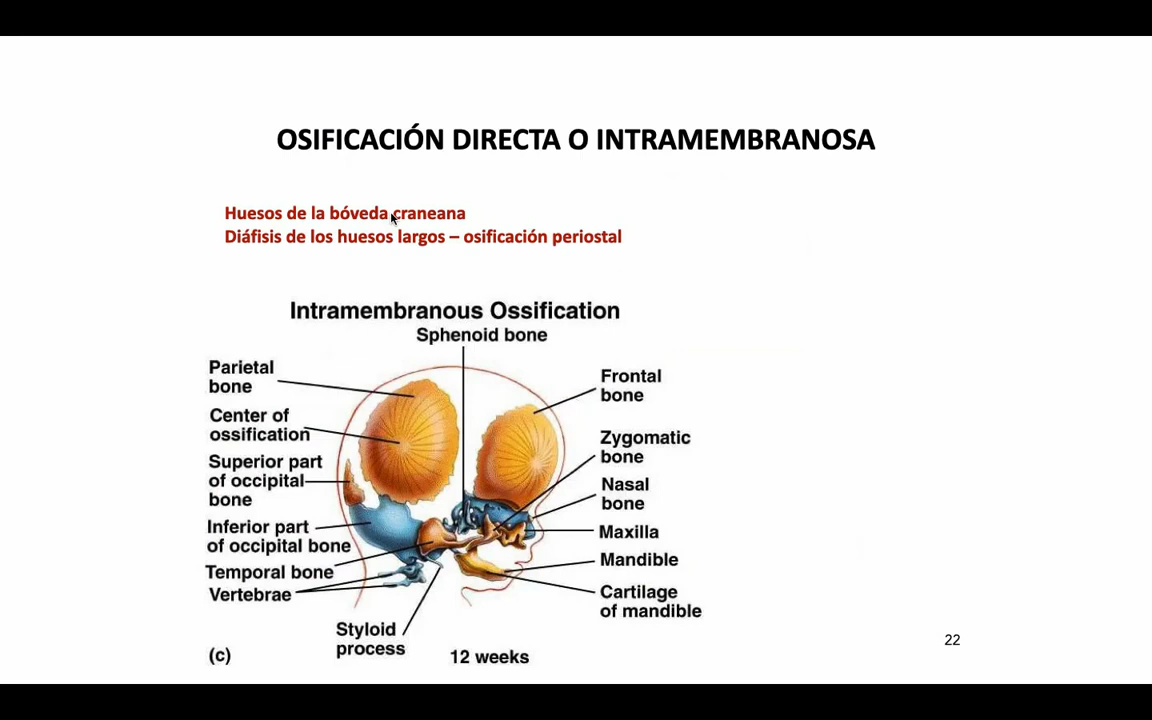 OSIFICACIÓN DIRECTA O INTRAMEMBRANOSA
Huesos de la bóveda craneana
Diáfisis de los huesos largos – osificación periostal
Intramembranous Ossification
Sphenoid bone
Parietal
bone
Center of
ossification
Superior part
of occipital
bone
Inferior part
of occipital bone
Temporal bone
Vertebrae
Styloid
process
Frontal
bone
Zygomatic
bone
Nasal
bone
Maxilla
Mandible
Cartilage
of mandible
(c)
12 weeks
22